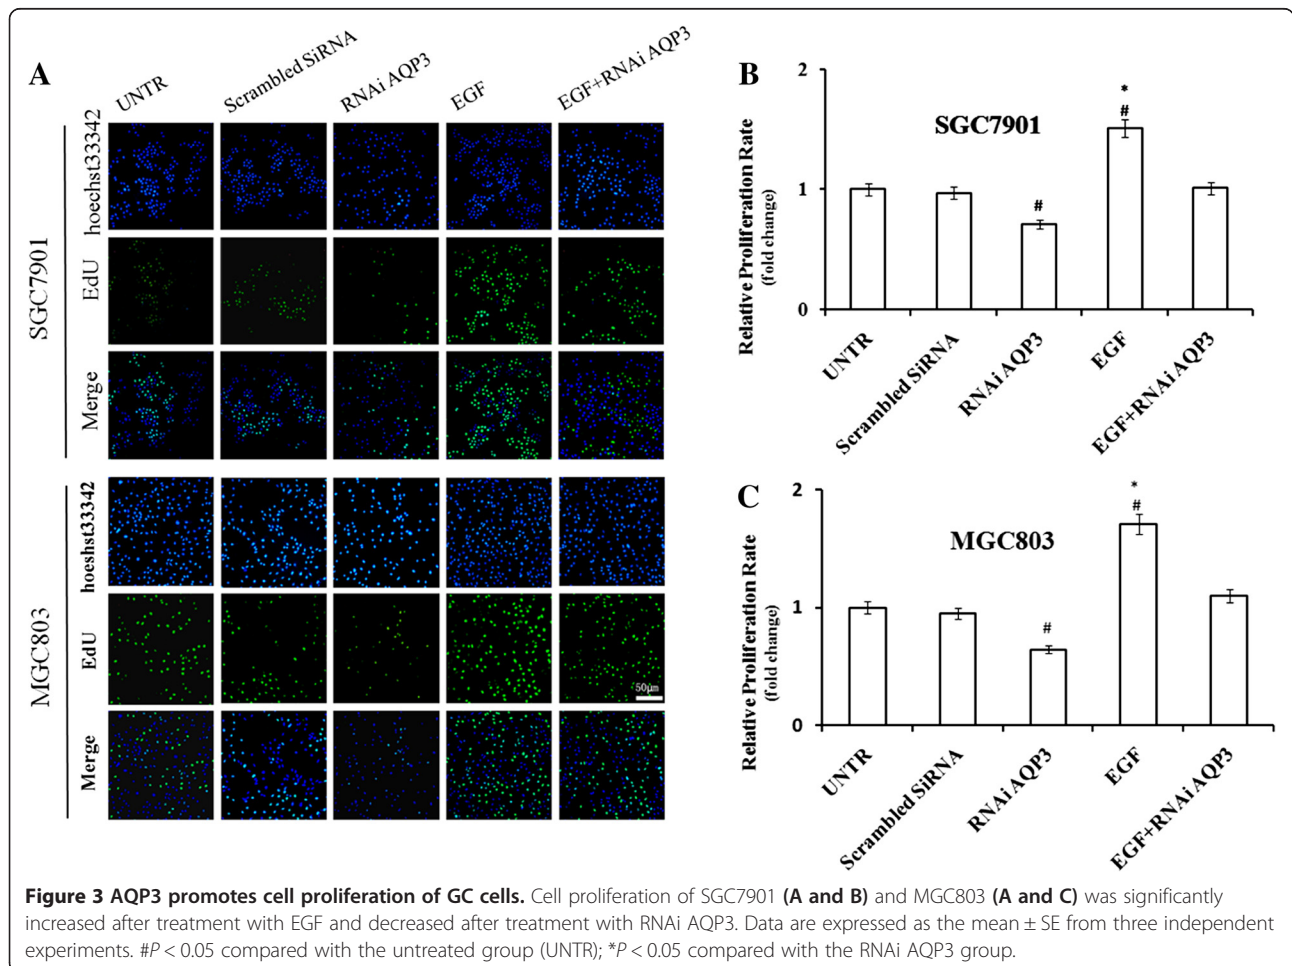 A
UNTR
Scrambled SiRNA
RNAi AQP3
EGF
EGF+RNAi AQP3
SGC7901
hoechst33342
EdU
Merge
MGC803
hoeshst33342
EdU
50μm
Merge
B
2
1
0
Relative Proliferation Rate
(fold change)
SGC7901
#
*
#
UNTR
Scrambled SiRNA
RNAi AQP3
EGF
EGF+RNAi AQP3
C
2
1
0
Relative Proliferation Rate
(fold change)
MGC803
#
*
#
UNTR
Scrambled SiRNA
RNAi AQP3
EGF
EGF+RNAi AQP3
Figure 3 AQP3 promotes cell proliferation of GC cells. Cell proliferation of SGC7901 (A and B) and MGC803 (A and C) was significantly
increased after treatment with EGF and decreased after treatment with RNAi AQP3. Data are expressed as the mean ± SE from three independent
experiments. #P < 0.05 compared with the untreated group (UNTR); *P < 0.05 compared with the RNAi AQP3 group.